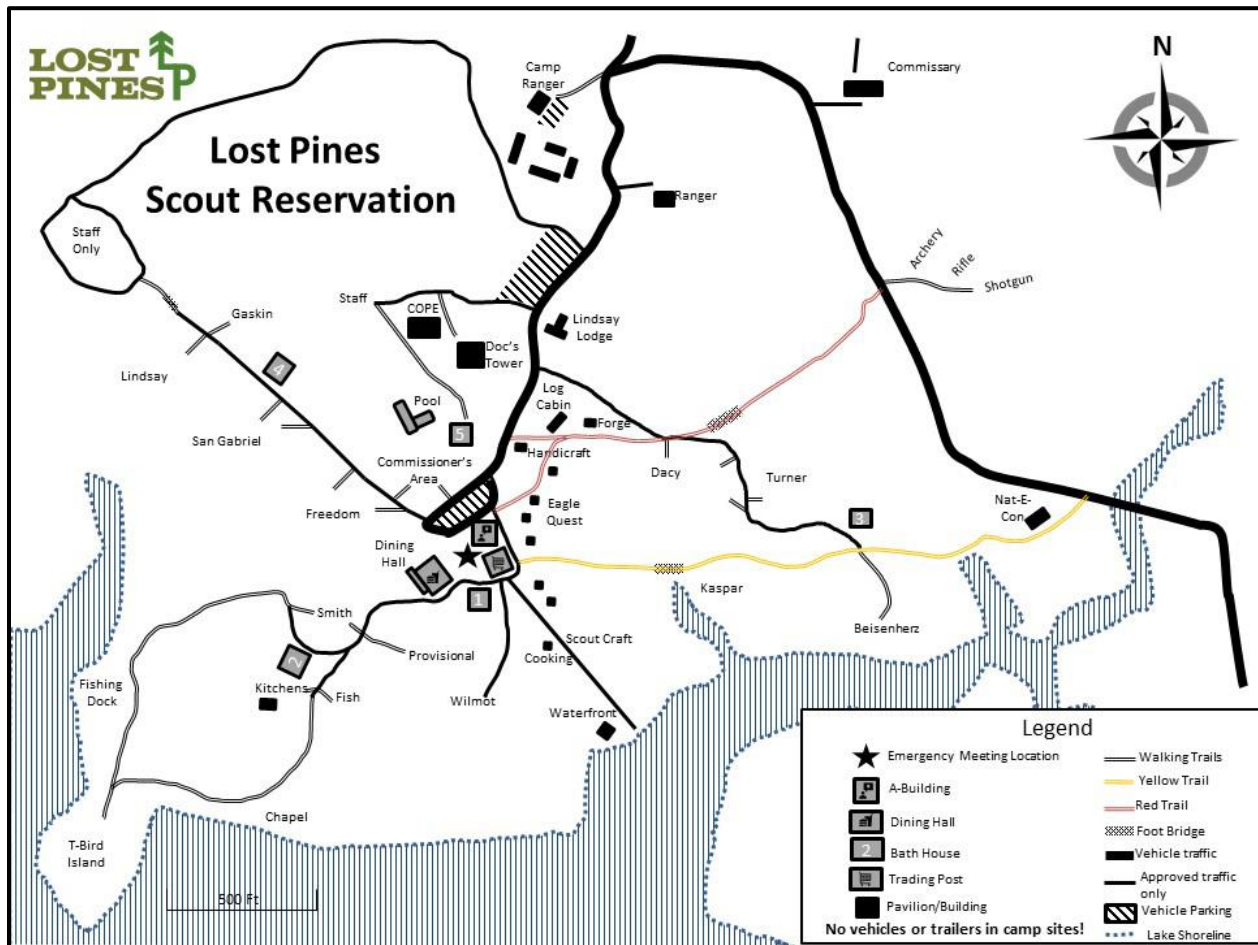 LOST
PINES
LP
Lost Pines
Scout Reservation
N
Camp
Ranger
Commissary
Ranger
Staff
Only
Archery
Rifle
Shotgun
Gaskin
Staff
COPE
Lindsay
Lodge
Doc's
Tower
Lindsay
4
Log
Cabin
Pool
Forge
5
San Gabriel
Handicraft
Commissioner's
Area
Dacy
Turner
Freedom
Eagle
Quest
Nat-E-
Con
3
Dining
Hall
Kaspar
1
Smith
Beisenherz
Scout Craft
Provisional
Cooking
2
Fishing
Dock
Kitchens
Fish
Wilmot
Waterfront
Chapel
T-Bird
Island
500 Ft
Legend
Emergency Meeting Location
A-Building
Dining Hall
2
Bath House
Trading Post
Pavilion/Building
No vehicles or trailers in camp sites!
Walking Trails
Yellow Trail
Red Trail
Foot Bridge
Vehicle traffic
Approved traffic
only
Vehicle Parking
Lake Shoreline